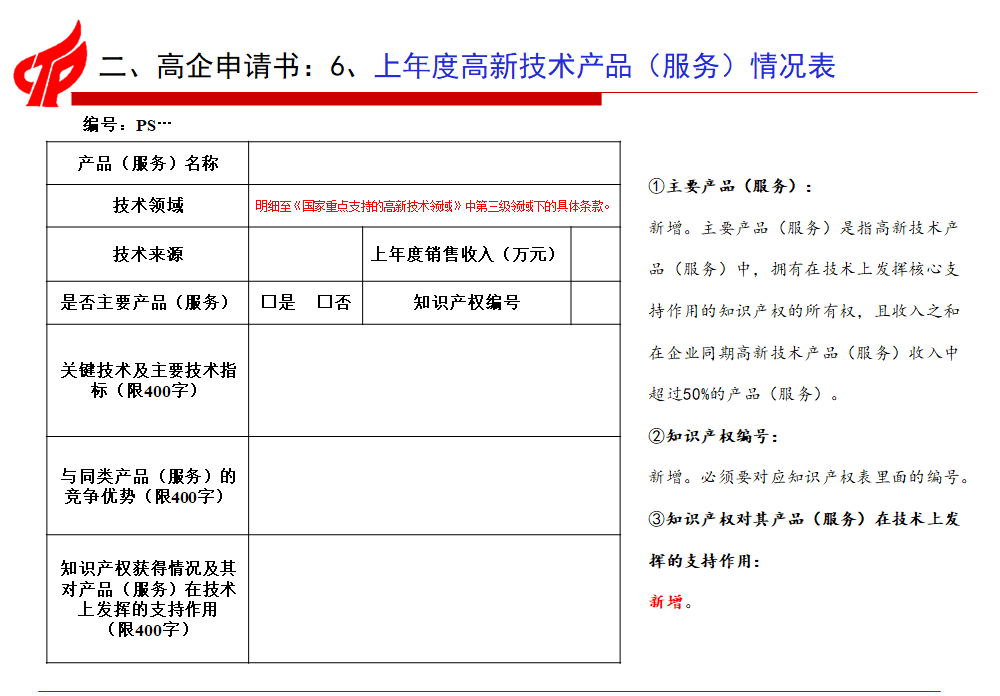 二、高企申请书：6、上年度高新技术产品（服务）情况表
编号：PS…
产品（服务）名称
技术领域
明细至《国家重点支持的高新技术领域》中第三级领域下的具体条款。
技术来源
上年度销售收入（万元）
是否主要产品（服务）
☐是 ☐否
知识产权编号
关键技术及主要技术指
标（限400字）
与同类产品（服务）的
竞争优势（限400字）
知识产权获得情况及其
对产品（服务）在技术
上发挥的支持作用
（限400字）
①主要产品（服务）：
新增。主要产品（服务）是指高新技术产
品（服务）中，拥有在技术上发挥核心支
持作用的知识产权的所有权，且收入之和
在企业同期高新技术产品（服务）收入中
超过50%的产品（服务）。
②知识产权编号：
新增。必须要对应知识产权表里面的编号。
③知识产权对其产品（服务）在技术上发
挥的支持作用：
新增。